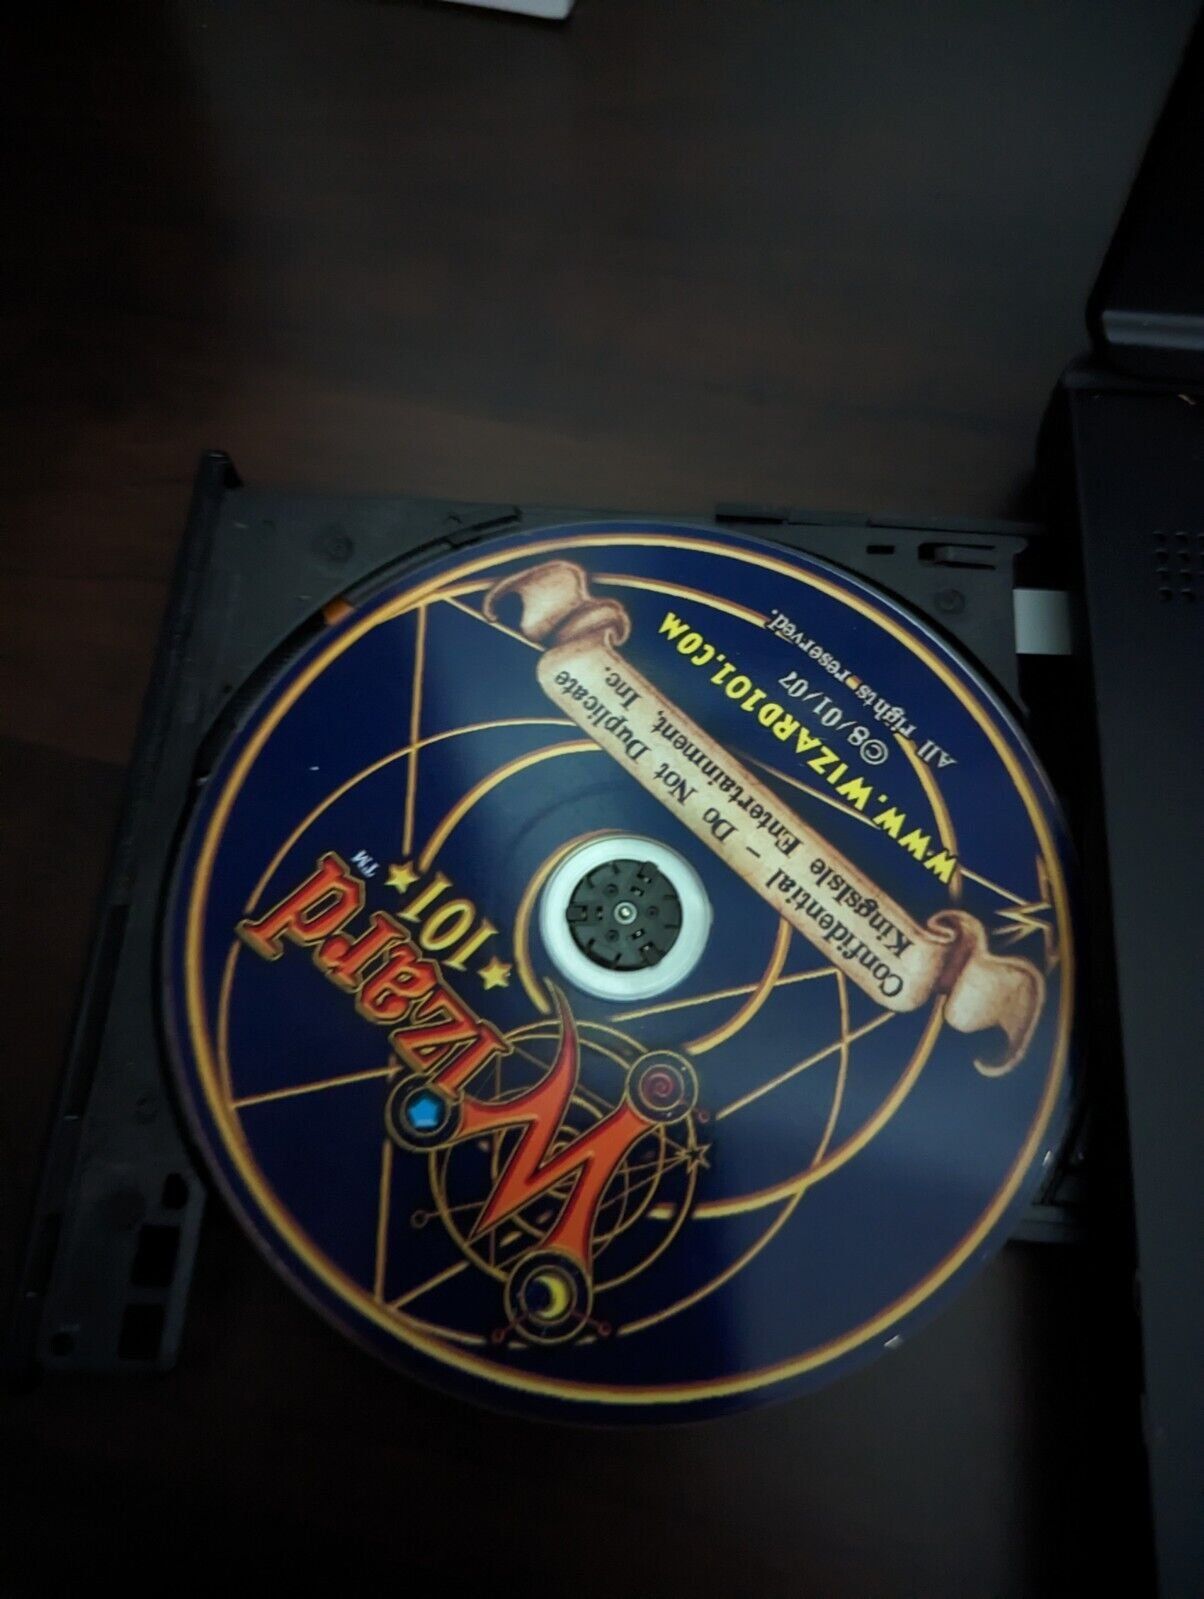 Wizard
101
TM
Confidential - Do Not Duplicate
KingsIsle Entertainment, Inc.
WWW.WIZARD101.COM
©8/01/07
All rights reserved.